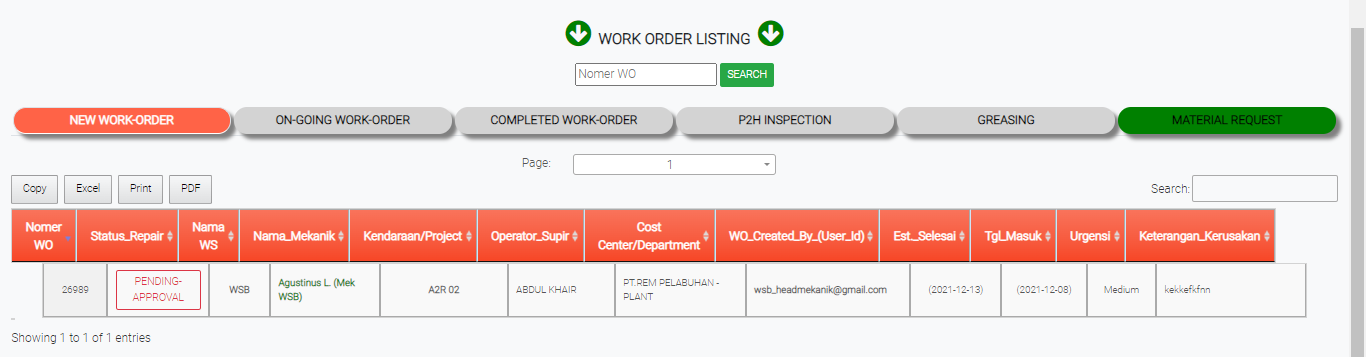 WORK ORDER LISTING
Nomer WO SEARCH
NEW WORK-ORDER ON-GOING WORK-ORDER COMPLETED WORK-ORDER P2H INSPECTION GREASING MATERIAL REQUEST
Page: 1
Copy Excel Print PDF Search:
Nomer WO Status_Repair Nama WS Nama_Mekanik Kendaraan/Project Operator_Supir Cost Center/Department WO_Created_By_(User_Id) Est._Selesai Tgl_Masuk Urgensi Keterangan_Kerusakan
26989 PENDING-APPROVAL WSB Agustinus L. (Mek WSB) A2R 02 ABDUL KHAIR PT.REM PELABUHAN - PLANT wsb_headmekanik@gmail.com (2021-12-13) (2021-12-08) Medium kekkefkfnn
Showing 1 to 1 of 1 entries